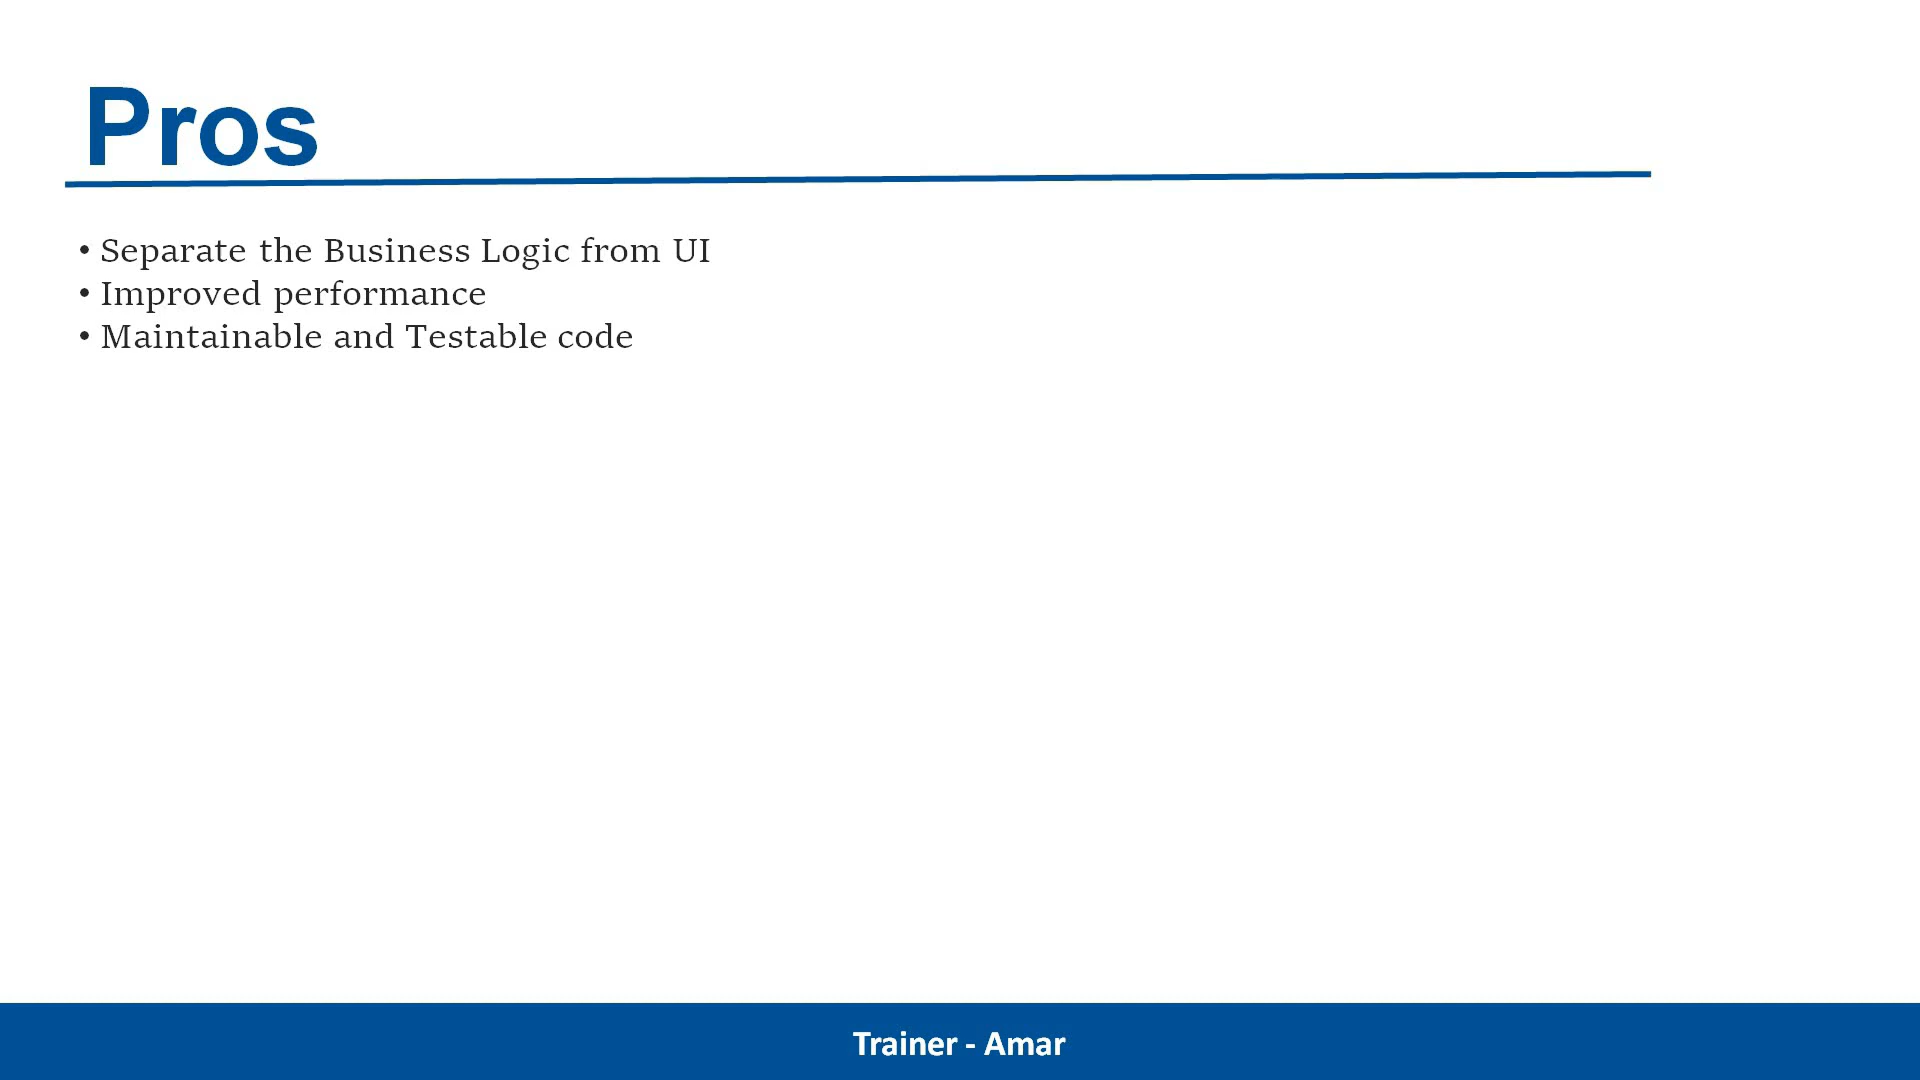 Pros
• Separate the Business Logic from UI
• Improved performance
• Maintainable and Testable code
Trainer - Amar